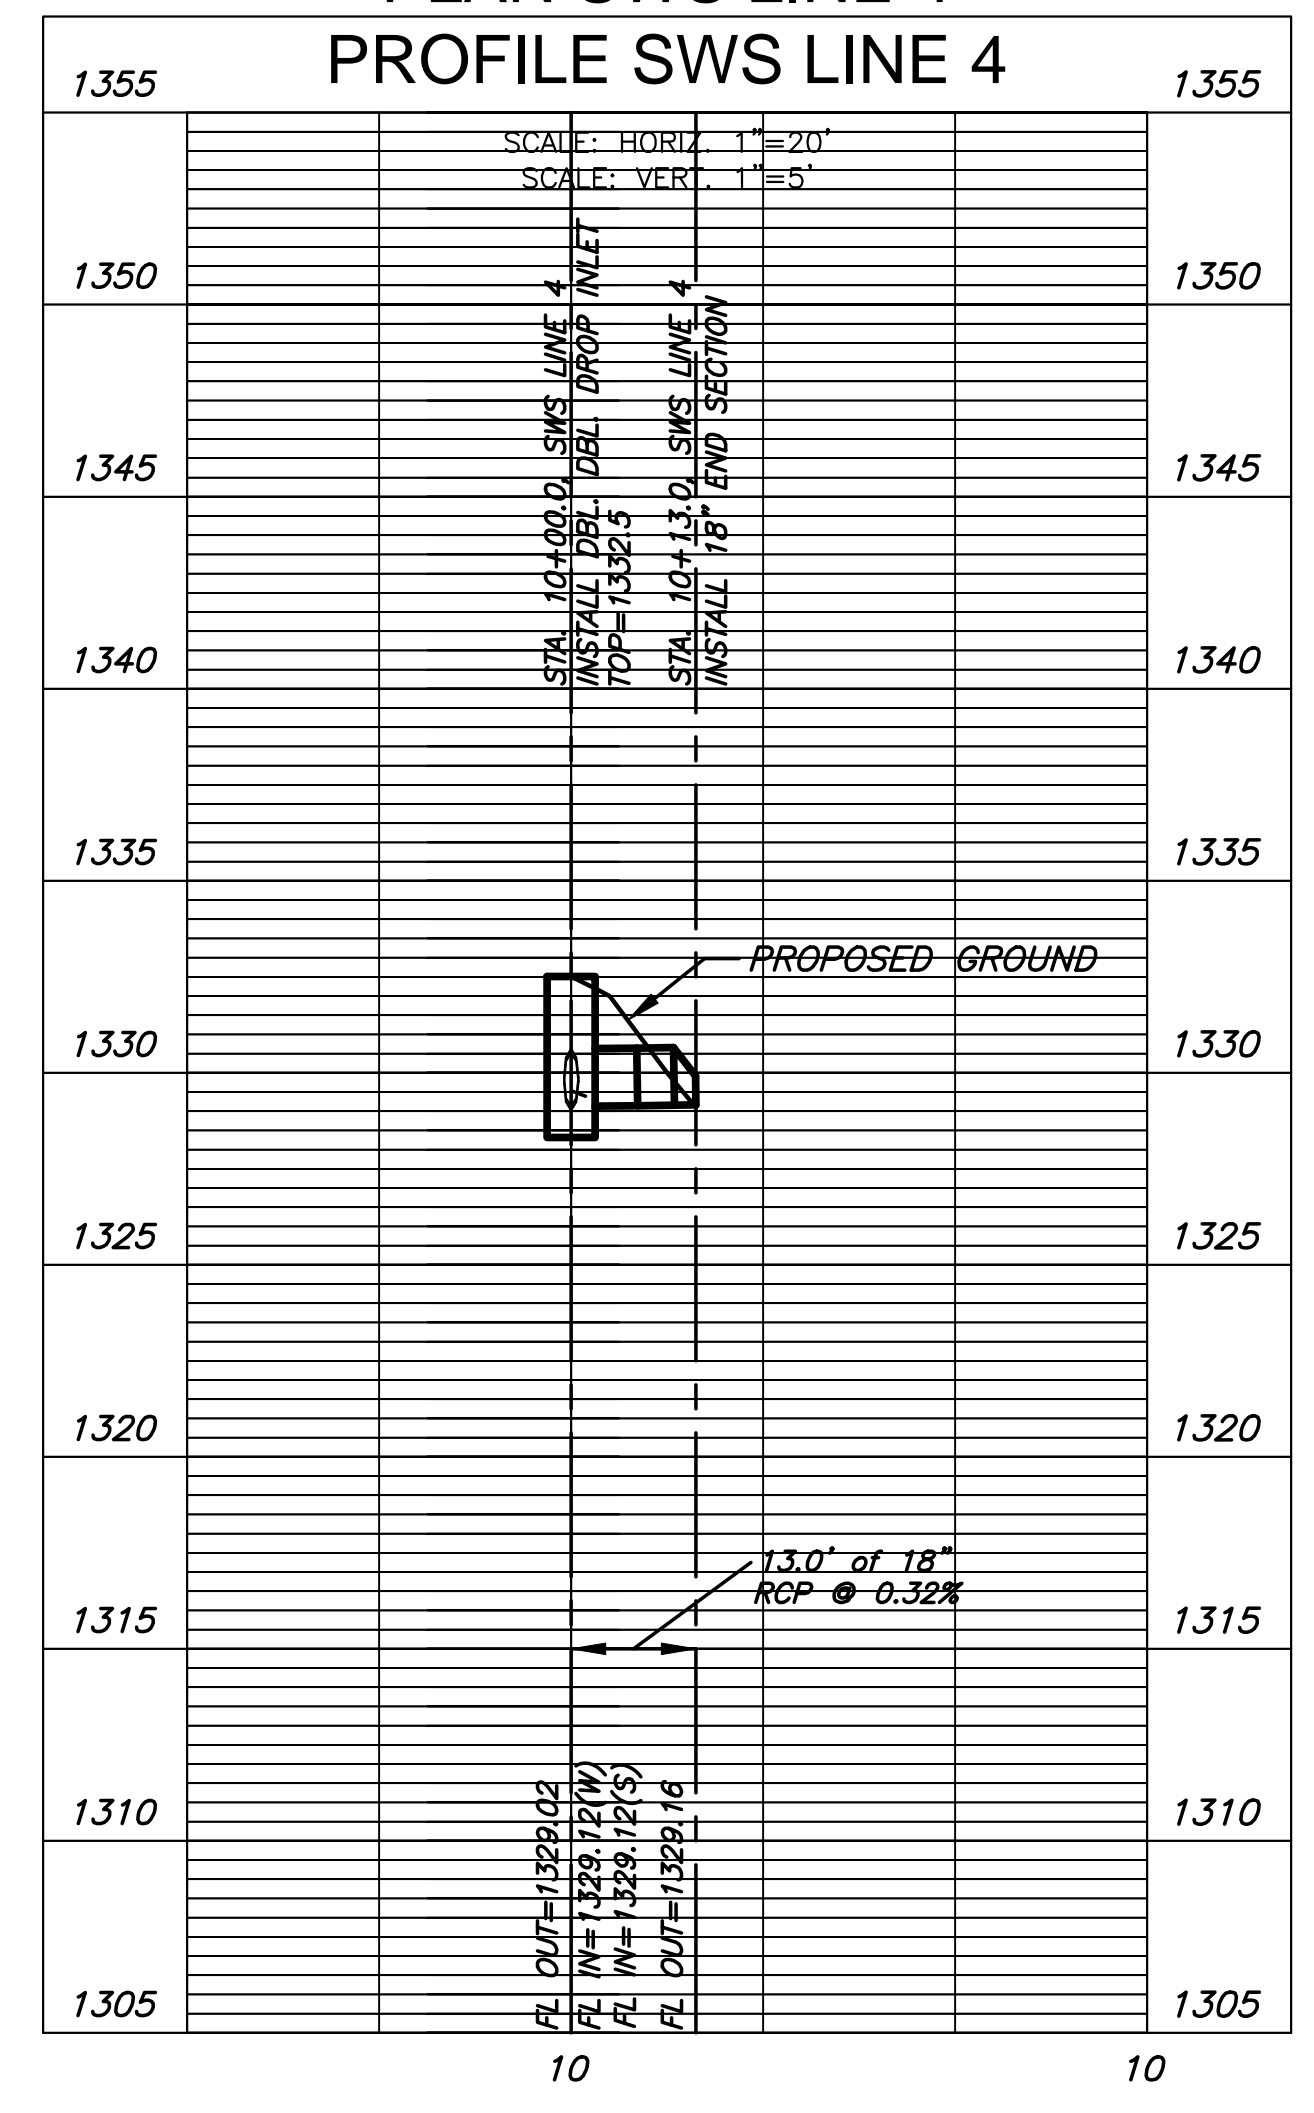 PROFILE SWS LINE 4
SCALE: HORIZ. 1"=20'
SCALE: VERT. 1"=5'
1355 1355
1350 1350
1345 1345
1340 1340
1335 1335
1330 1330
1325 1325
1320 1320
1315 1315
1310 1310
1305 1305
STA. 10+00.0, SWS LINE 4
INSTALL DBL. DBL. DROP INLET
TOP=1332.5
STA. 10+13.0, SWS LINE 4
INSTALL 18" END SECTION
PROPOSED GROUND
13.0' of 18"
RCP @ 0.32%
FL OUT=1329.02
FL IN=1329.12(W)
FL IN=1329.12(S)
FL OUT=1329.16
10 10